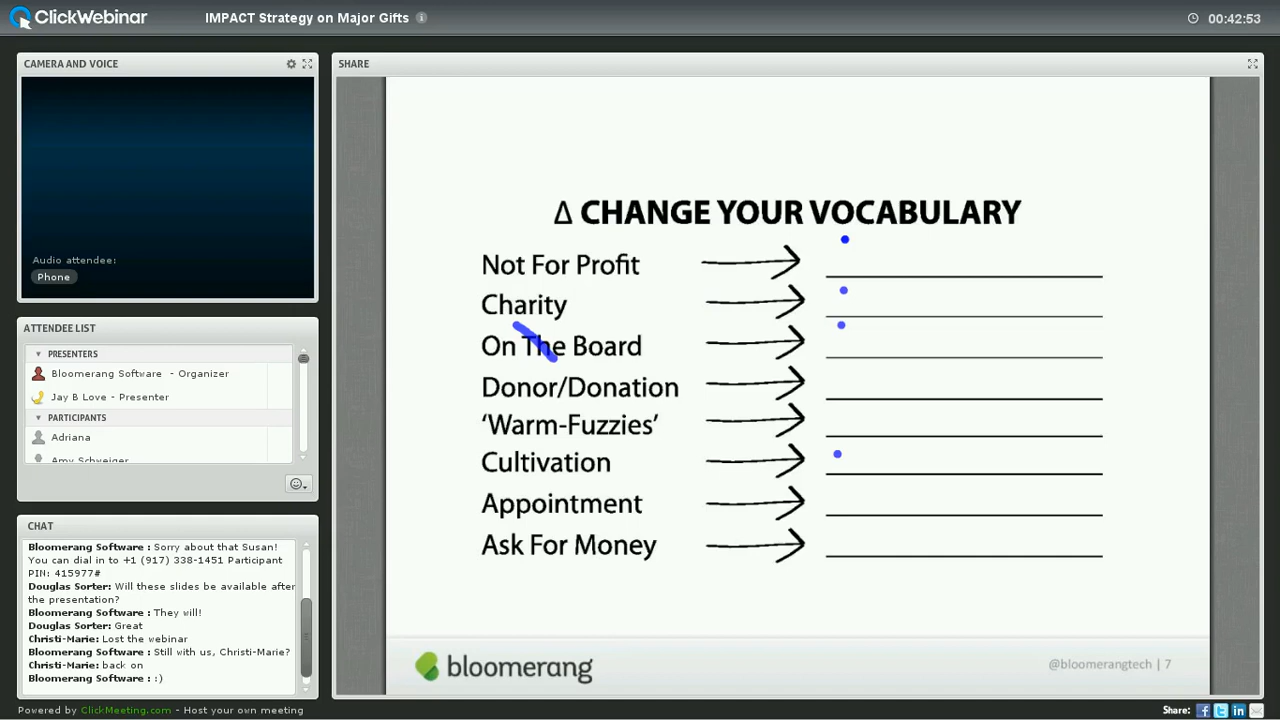 ClickWebinar
IMPACT Strategy on Major Gifts
00:42:53
CAMERA AND VOICE
Audio attendee:
Phone
ATTENDEE LIST
PRESENTERS
Bloomerang Software - Organizer
Jay B Love - Presenter
PARTICIPANTS
Adriana
Amy Schweiger
CHAT
Bloomerang Software : Sorry about that Susan!
You can dial in to +1 (917) 338-1451 Participant
PIN: 415977#
Douglas Sorter: Will these slides be available after
the presentation?
Bloomerang Software : They will!
Douglas Sorter: Great
Christi-Marie: Lost the webinar
Bloomerang Software : Still with us, Christi-Marie?
Christi-Marie: back on
Bloomerang Software : :)
SHARE
Δ CHANGE YOUR VOCABULARY
Not For Profit
Charity
On The Board
Donor/Donation
‘Warm-Fuzzies’
Cultivation
Appointment
Ask For Money
bloomerang
@bloomerangtech | 7
Powered by ClickMeeting.com - Host your own meeting
Share: